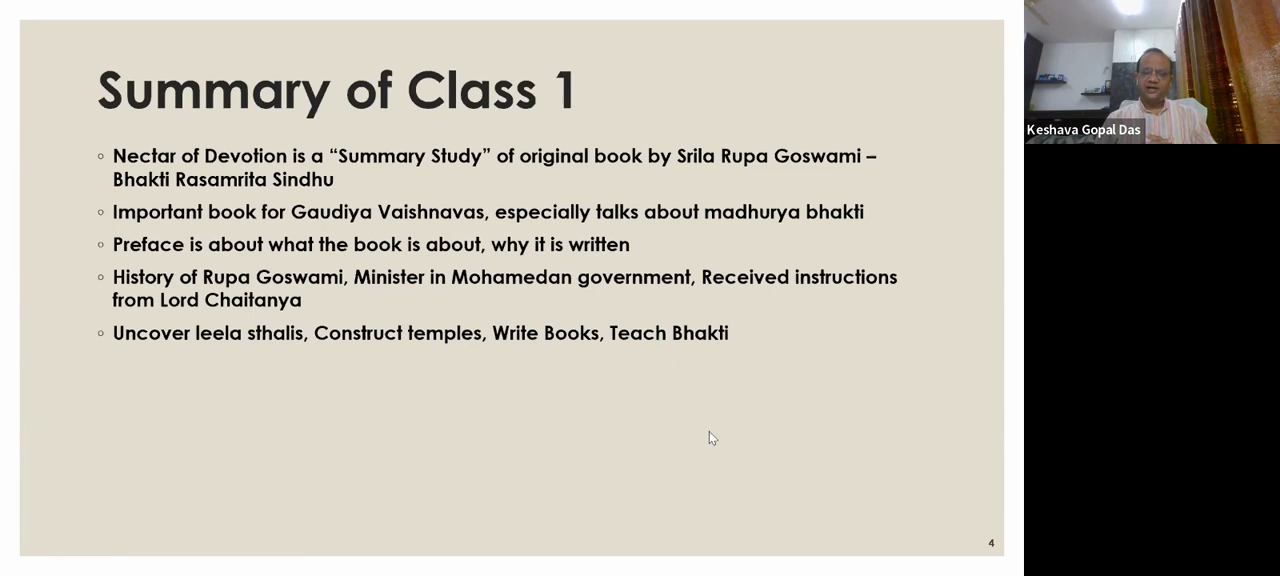 Summary of Class 1
◦ Nectar of Devotion is a “Summary Study” of original book by Srila Rupa Goswami –
Bhakti Rasamrita Sindhu
◦ Important book for Gaudiya Vaishnavas, especially talks about madhurya bhakti
◦ Preface is about what the book is about, why it is written
◦ History of Rupa Goswami, Minister in Mohamedan government, Received instructions
from Lord Chaitanya
◦ Uncover leela sthalis, Construct temples, Write Books, Teach Bhakti
4
Keshava Gopal Das